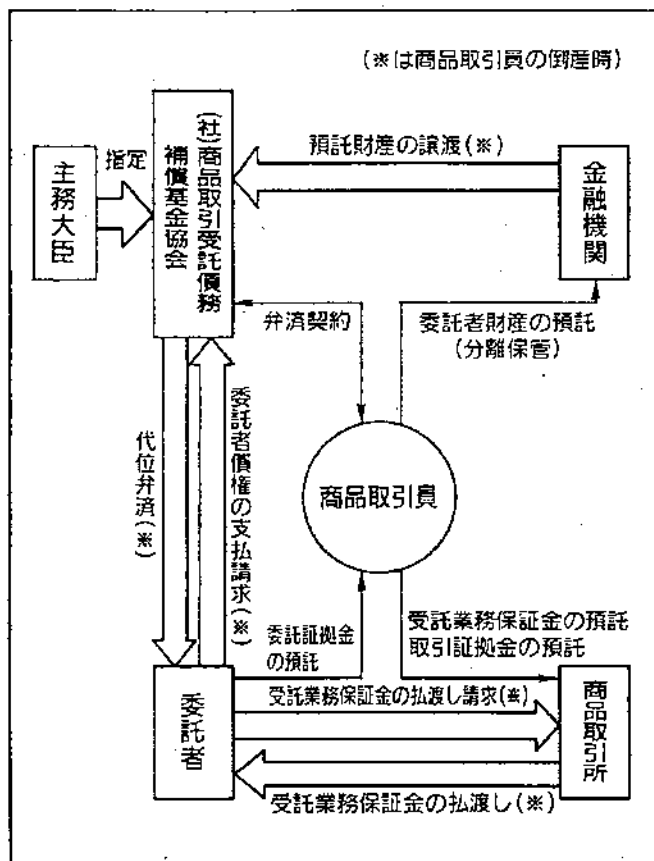 (※は商品取引員の倒産時)
主務大臣
指定
(社)商品取引受託債務
補償基金協会
預託財産の譲渡(※)
金融機関
弁済契約
委託者財産の預託
(分離保管)
商品取引員
代位弁済(※)
委託者債権の支払請求(※)
委託証拠金
の預託
受託業務保証金の預託
取引証拠金の預託
委託者
受託業務保証金の払渡し請求(※)
商品取引所
受託業務保証金の払渡し(※)